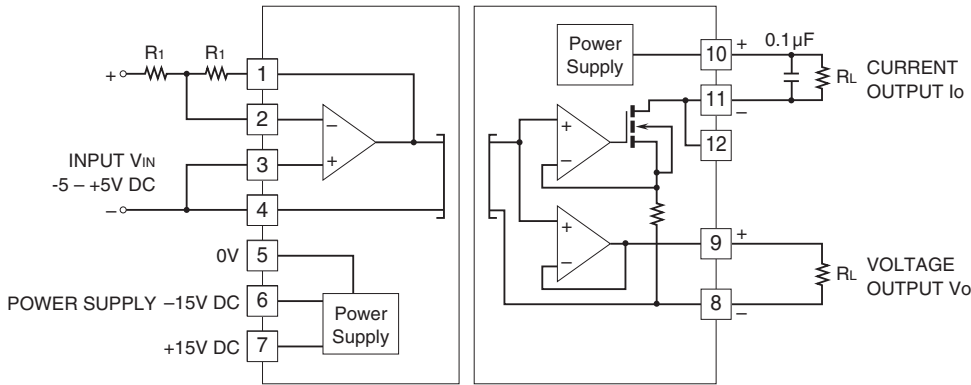 R1
R1
+
1
2
3
4
5
6
7
−
+
INPUT VIN
-5 – +5V DC
−
0V
POWER SUPPLY
−15V DC
+15V DC
Power
Supply
Power
Supply
10
11
12
9
8
+
−
+
−
+
−
+
−
0.1µF
RL
CURRENT
OUTPUT Io
RL
VOLTAGE
OUTPUT Vo